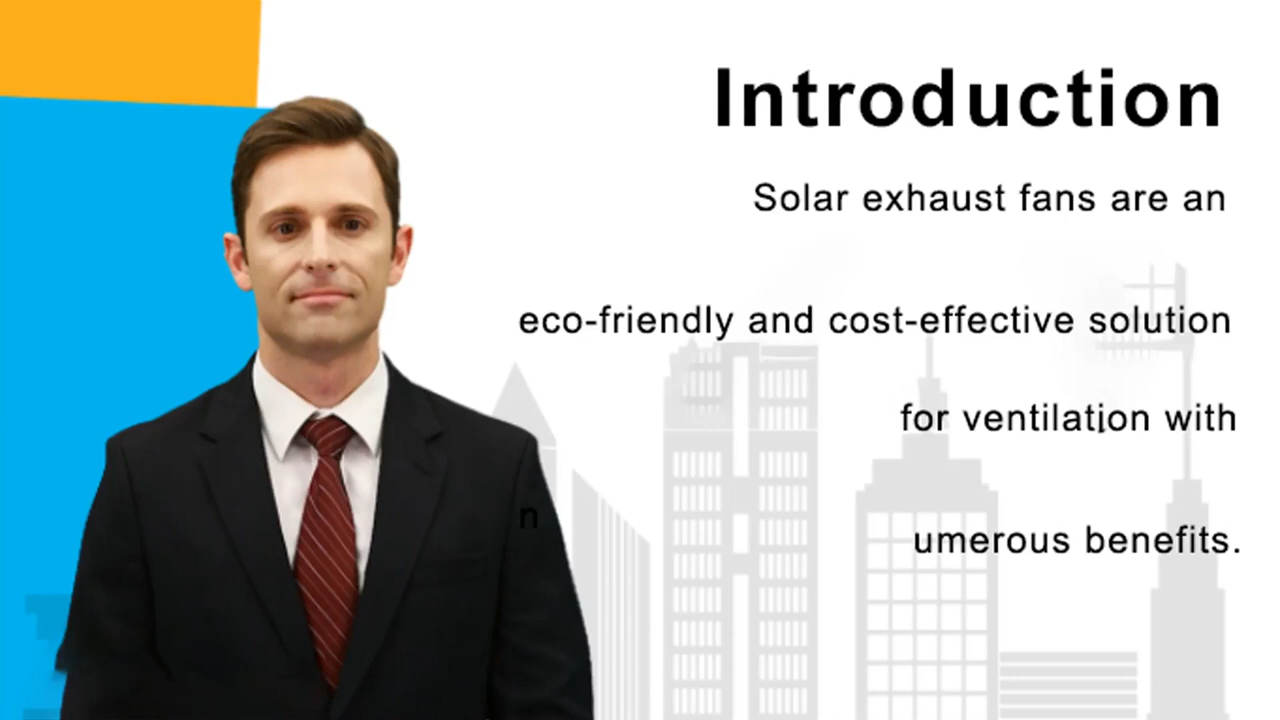 Introduction
Solar exhaust fans are an
eco-friendly and cost-effective solution
for ventilation with
n
umerous benefits.